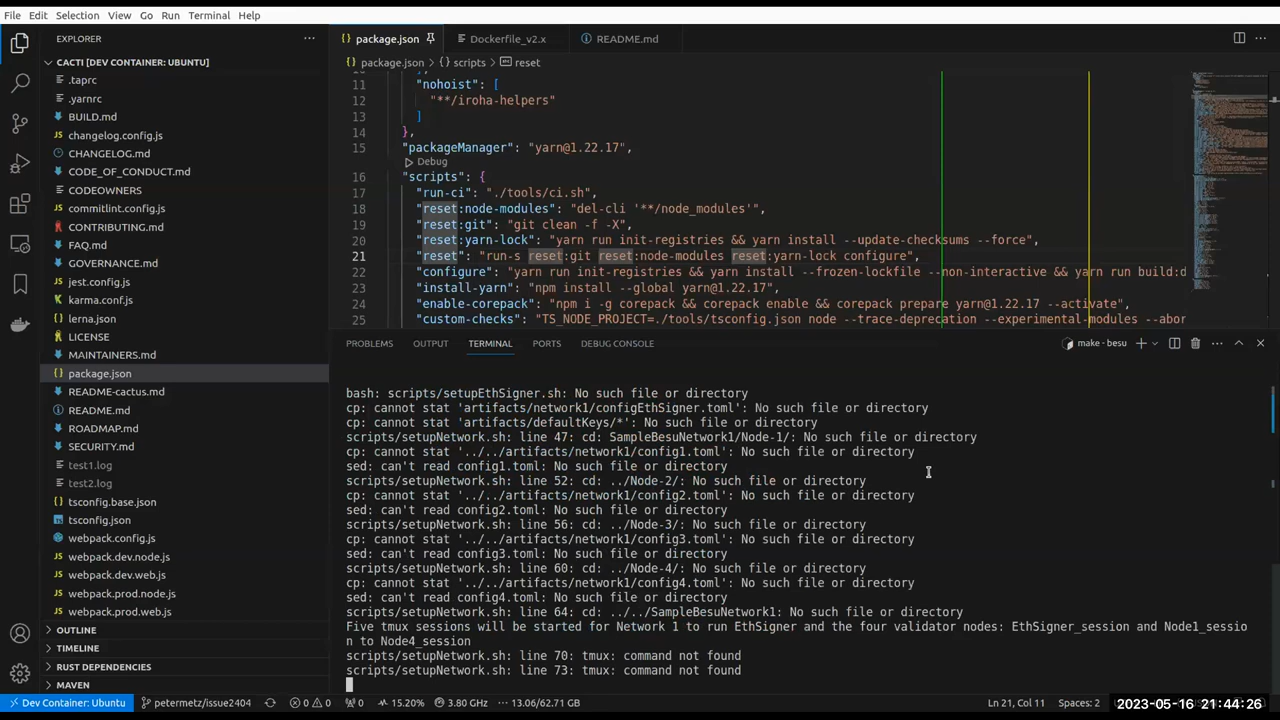 File Edit Selection View Go Run Terminal Help
EXPLORER
CACTI [DEV CONTAINER: UBUNTU]
.taprc
.yarnrc
BUILD.md
changelog.config.js
CHANGELOG.md
CODE_OF_CONDUCT.md
CODEOWNERS
commitlint.config.js
CONTRIBUTING.md
FAQ.md
GOVERNANCE.md
jest.config.js
karma.conf.js
lerna.json
LICENSE
MAINTAINERS.md
package.json
README-cactus.md
README.md
ROADMAP.md
SECURITY.md
test1.log
test2.log
tsconfig.base.json
tsconfig.json
webpack.config.js
webpack.dev.node.js
webpack.dev.web.js
webpack.prod.node.js
webpack.prod.web.js
OUTLINE
TIMELINE
RUST DEPENDENCIES
MAVEN
package.json Dockerfile_v2.x README.md
package.json > scripts > reset
11 "nohoist": [
12 "**/iroha-helpers"
13 ]
14 },
15 "packageManager": "yarn@1.22.17",
Debug
16 "scripts": {
17 "run-ci": "./tools/ci.sh",
18 "reset:node-modules": "del-cli '**/node_modules'",
19 "reset:git": "git clean -f -X",
20 "reset:yarn-lock": "yarn run init-registries && yarn install --update-checksums --force",
21 "reset": "run-s reset:git reset:node-modules reset:yarn-lock configure",
22 "configure": "yarn run init-registries && yarn install --frozen-lockfile --non-interactive && yarn run build:d
23 "install-yarn": "npm install --global yarn@1.22.17",
24 "enable-corepack": "npm i -g corepack && corepack enable && corepack prepare yarn@1.22.17 --activate",
25 "custom-checks": "TS_NODE_PROJECT=./tools/tsconfig.json node --trace-deprecation --experimental-modules --abor
PROBLEMS OUTPUT TERMINAL PORTS DEBUG CONSOLE make - besu
bash: scripts/setupEthSigner.sh: No such file or directory
cp: cannot stat 'artifacts/network1/configEthSigner.toml': No such file or directory
cp: cannot stat 'artifacts/defaultKeys/*': No such file or directory
scripts/setupNetwork.sh: line 47: cd: SampleBesuNetwork1/Node-1/: No such file or directory
cp: cannot stat '../../artifacts/network1/config1.toml': No such file or directory
sed: can't read config1.toml: No such file or directory
scripts/setupNetwork.sh: line 52: cd: ../Node-2/: No such file or directory
cp: cannot stat '../../artifacts/network1/config2.toml': No such file or directory
sed: can't read config2.toml: No such file or directory
scripts/setupNetwork.sh: line 56: cd: ../Node-3/: No such file or directory
cp: cannot stat '../../artifacts/network1/config3.toml': No such file or directory
sed: can't read config3.toml: No such file or directory
scripts/setupNetwork.sh: line 60: cd: ../Node-4/: No such file or directory
cp: cannot stat '../../artifacts/network1/config4.toml': No such file or directory
sed: can't read config4.toml: No such file or directory
scripts/setupNetwork.sh: line 64: cd: ../../SampleBesuNetwork1: No such file or directory
Five tmux sessions will be started for Network 1 to run EthSigner and the four validator nodes: EthSigner_session and Node1_sessio
n to Node4_session
scripts/setupNetwork.sh: line 70: tmux: command not found
scripts/setupNetwork.sh: line 73: tmux: command not found
Dev Container: Ubuntu petermetz/issue2404 0 0 0 15.20% 3.80 GHz 13.06/62.71 GB Ln 21, Col 11 Spaces: 2 2023-05-16 21:44:26